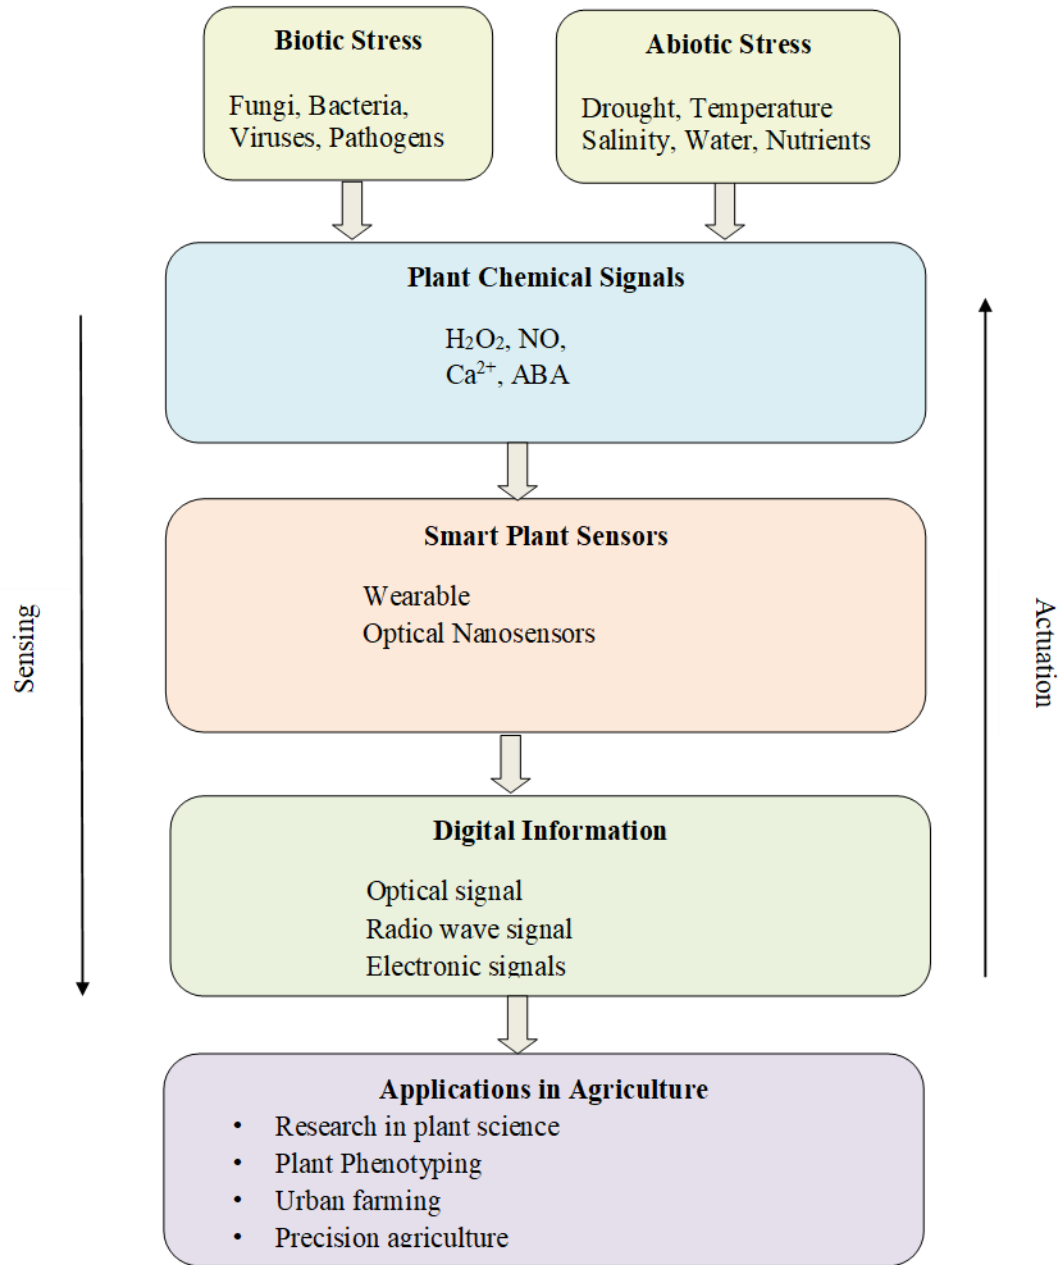 Biotic Stress
Fungi, Bacteria,
Viruses, Pathogens
Abiotic Stress
Drought, Temperature
Salinity, Water, Nutrients
Plant Chemical Signals
H₂O₂, NO,
Ca²⁺, ABA
Sensing
Actuation
Smart Plant Sensors
Wearable
Optical Nanosensors
Digital Information
Optical signal
Radio wave signal
Electronic signals
Applications in Agriculture
• Research in plant science
• Plant Phenotyping
• Urban farming
• Precision agriculture